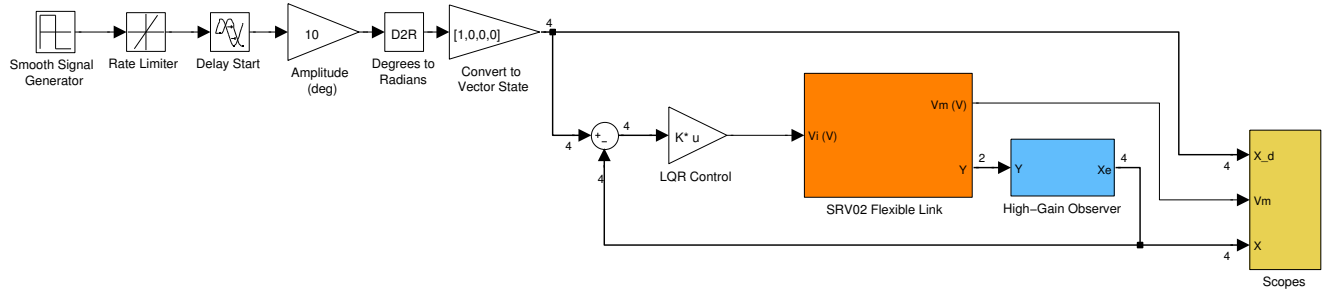 10
D2R
[1,0,0,0]
4
Smooth Signal
Generator
Rate Limiter
Delay Start
Amplitude
(deg)
Degrees to
Radians
Convert to
Vector State
Vm (V)
4
4
K* u
Vi (V)
LQR Control
4
2
4
Y
Y
Xe
SRV02 Flexible Link
High−Gain Observer
X_d
4
Vm
X
4
Scopes